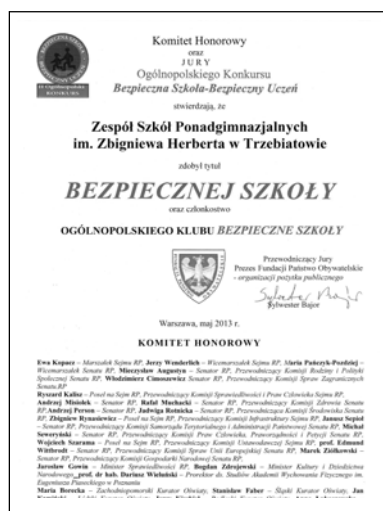 Komitet Honorowy
oraz
JURY
Ogólnopolskiego Konkursu
Bezpieczna Szkoła-Bezpieczny Uczeń
stwierdzają, że
Zespół Szkół Ponadgimnazjalnych
im. Zbigniewa Herberta w Trzebiatowie
zdobył tytuł
BEZPIECZNEJ SZKOŁY
oraz członkostwo
OGÓLNOPOLSKIEGO KLUBU BEZPIECZNE SZKOŁY
Przewodniczący Jury
Prezes Fundacji Państwo Obywatelskie
- organizacji pożytku publicznego
Sylwester Bajor
Warszawa, maj 2013 r.
KOMITET HONOROWY
Ewa Kopacz – Marszałek Sejmu RP, Jerzy Wenderlich – Wicemarszałek Sejmu RP, Maria Pańczyk-Pozdziej –
Wicemarszałek Senatu RP, Mieczysław Augustyn – Senator RP, Przewodniczący Komisji Rodziny i Polityki
Społecznej Senatu RP, Włodzimierz Cimoszewicz Senator RP, Przewodniczący Komisji Spraw Zagranicznych
Senatu RP
Ryszard Kalisz – Poseł na Sejm RP, Przewodniczący Komisji Sprawiedliwości i Praw Człowieka Sejmu RP,
Andrzej Misiołek – Senator RP, Rafał Muchacki – Senator RP, Przewodniczący Komisji Zdrowia Senatu
RP, Andrzej Person – Senator RP, Jadwiga Rotnicka – Senator RP, Przewodniczący Komisji Środowiska Senatu
RP, Zbigniew Rynasiewicz – Poseł na Sejm RP, Przewodniczący Komisji Infrastruktury Sejmu RP, Janusz Sepioł
– Senator RP, Przewodniczący Komisji Samorządu Terytorialnego i Administracji Państwowej Senatu RP, Michał
Seweryński – Senator RP, Przewodniczący Komisji Praw Człowieka, Praworządności i Petycji Senatu RP,
Wojciech Szarama – Poseł na Sejm RP, Przewodniczący Komisji Ustawodawczej Sejmu RP, prof. Edmund
Wittbrodt – Senator RP, Przewodniczący Komisji Spraw Unii Europejskiej Senatu RP, Marek Ziółkowski –
Senator RP, Przewodniczący Komisji Gospodarki Narodowej Senatu RP,
Jarosław Gowin – Minister Sprawiedliwości RP, Bogdan Zdrojewski – Minister Kultury i Dziedzictwa
Narodowego, prof. dr hab. Dariusz Wieliński – Prorektor ds. Studiów Akademii Wychowania Fizycznego im.
Eugeniusza Piaseckiego w Poznaniu
Maria Borecka – Zachodniopomorski Kurator Oświaty, Stanisław Faber – Śląski Kurator Oświaty, Jan